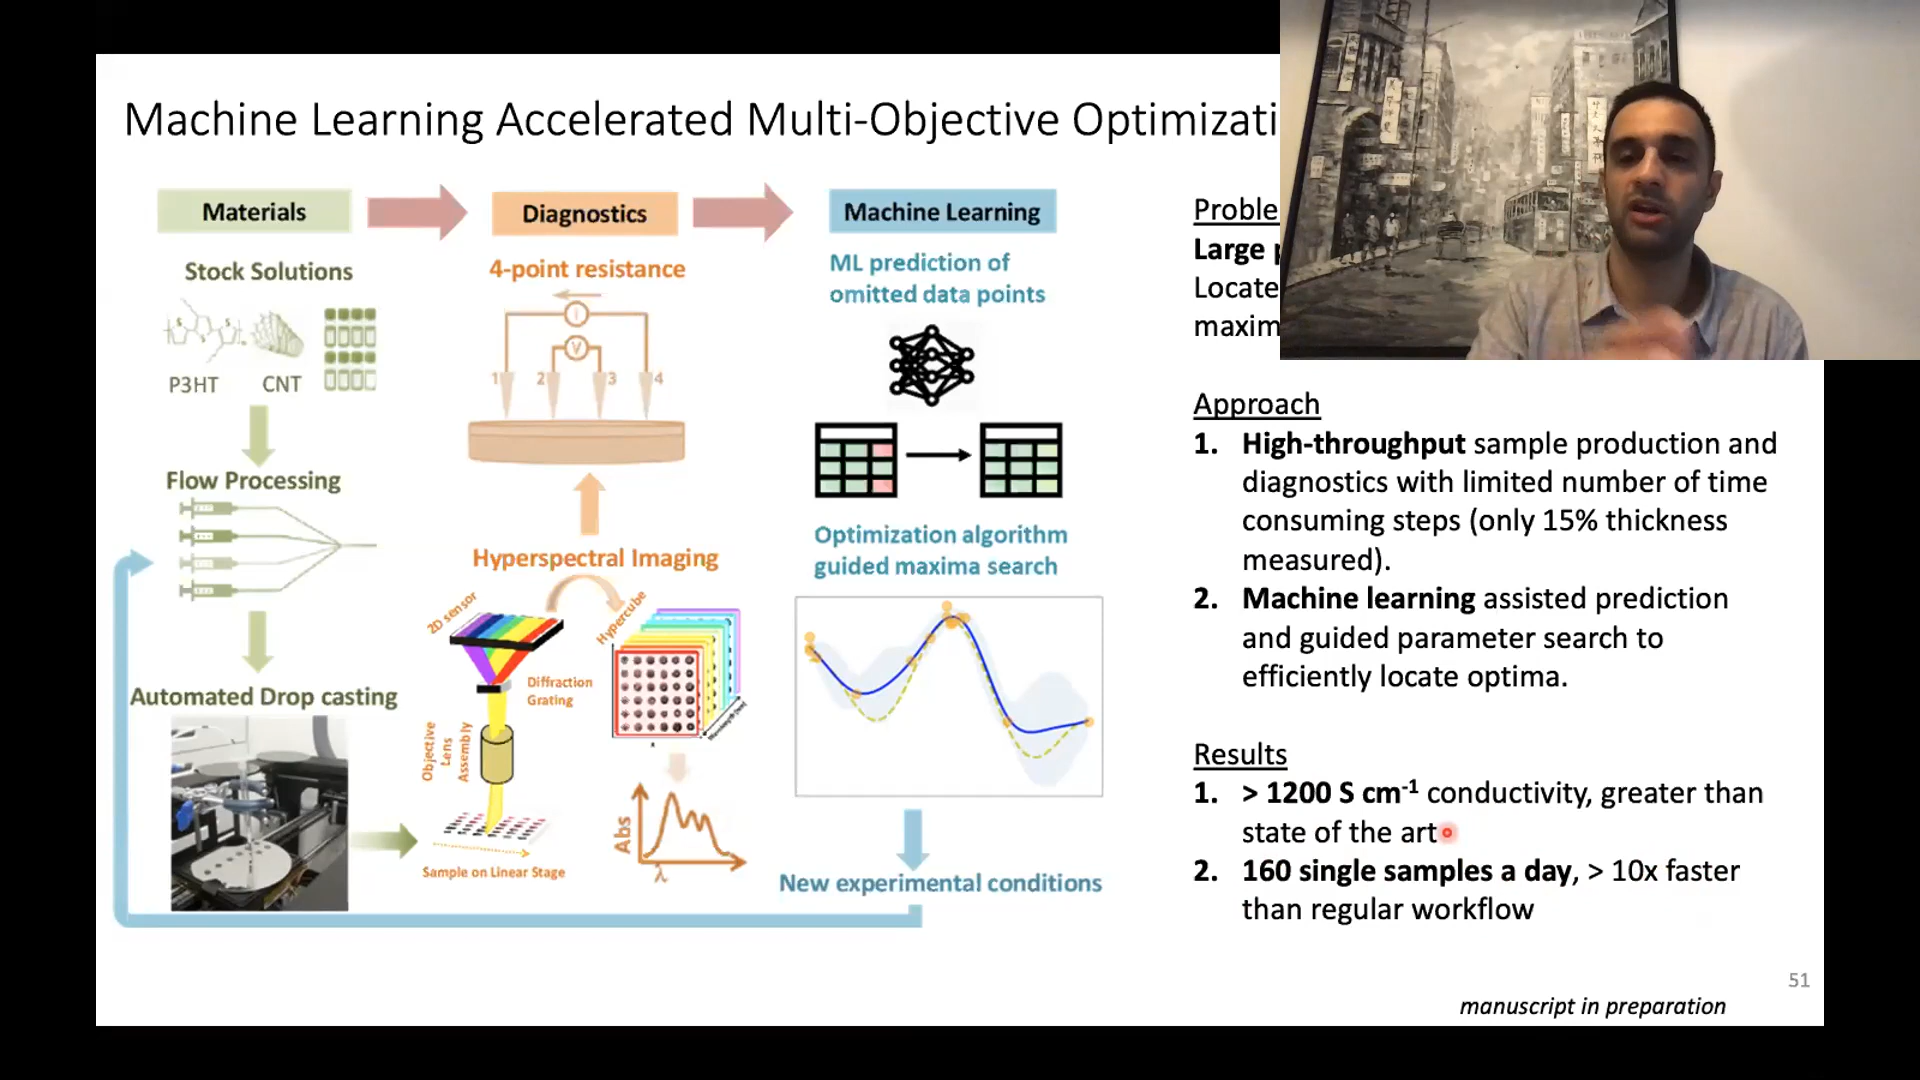 Machine Learning Accelerated Multi-Objective Optimizati
Materials
Diagnostics
Machine Learning
Stock Solutions
S
S
P3HT
CNT
Flow Processing
Automated Drop casting
4-point resistance
I
V
1
2
3
4
Hyperspectral Imaging
2D sensor
Hypercube
Diffraction
Grating
Objective
Lens
Assembly
Sample on Linear Stage
Abs
λ
ML prediction of
omitted data points
Optimization algorithm
guided maxima search
New experimental conditions
Proble
Large
Locate
maxim
Approach
1. High-throughput sample production and
diagnostics with limited number of time
consuming steps (only 15% thickness
measured).
2. Machine learning assisted prediction
and guided parameter search to
efficiently locate optima.
Results
1. > 1200 S cm⁻¹ conductivity, greater than
state of the art
2. 160 single samples a day, > 10x faster
than regular workflow
51
manuscript in preparation